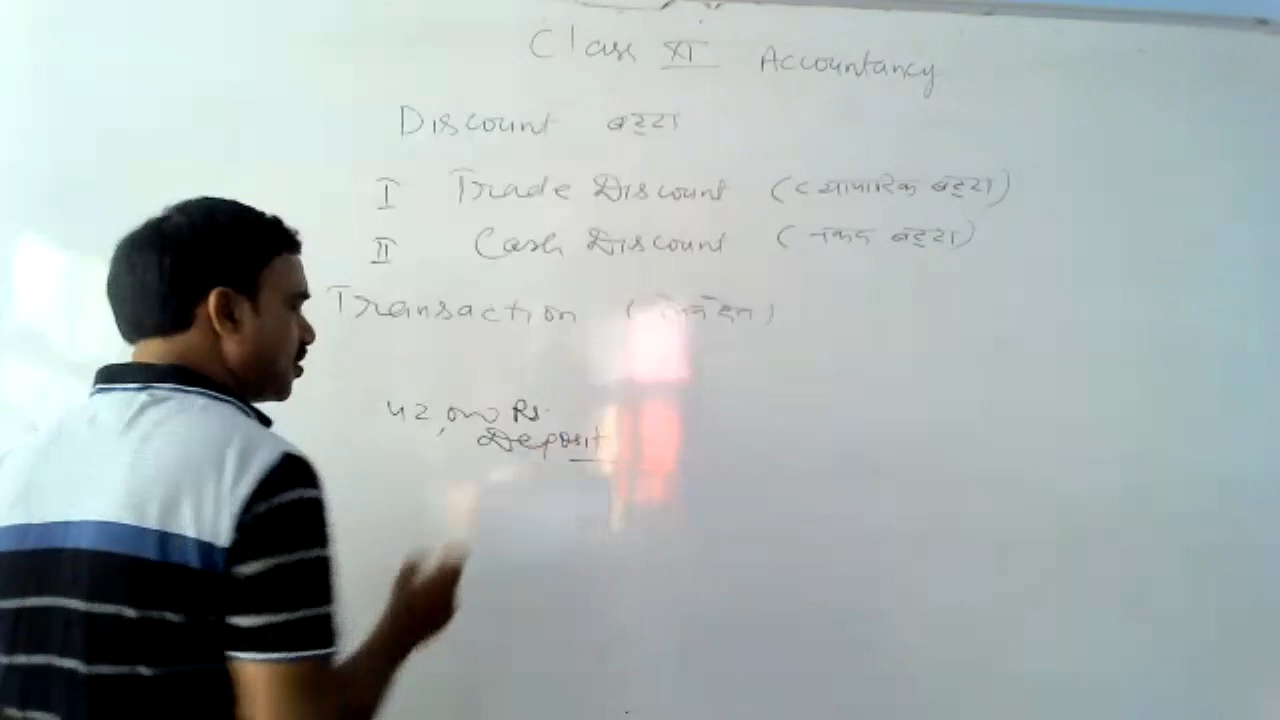 Class XI Accountancy
Discount बट्टा
I Trade Discount (व्यापारिक बट्टा)
II Cash Discount (नकद बट्टा)
Transaction (लेन देन)
42,000 Rs.
Deposit